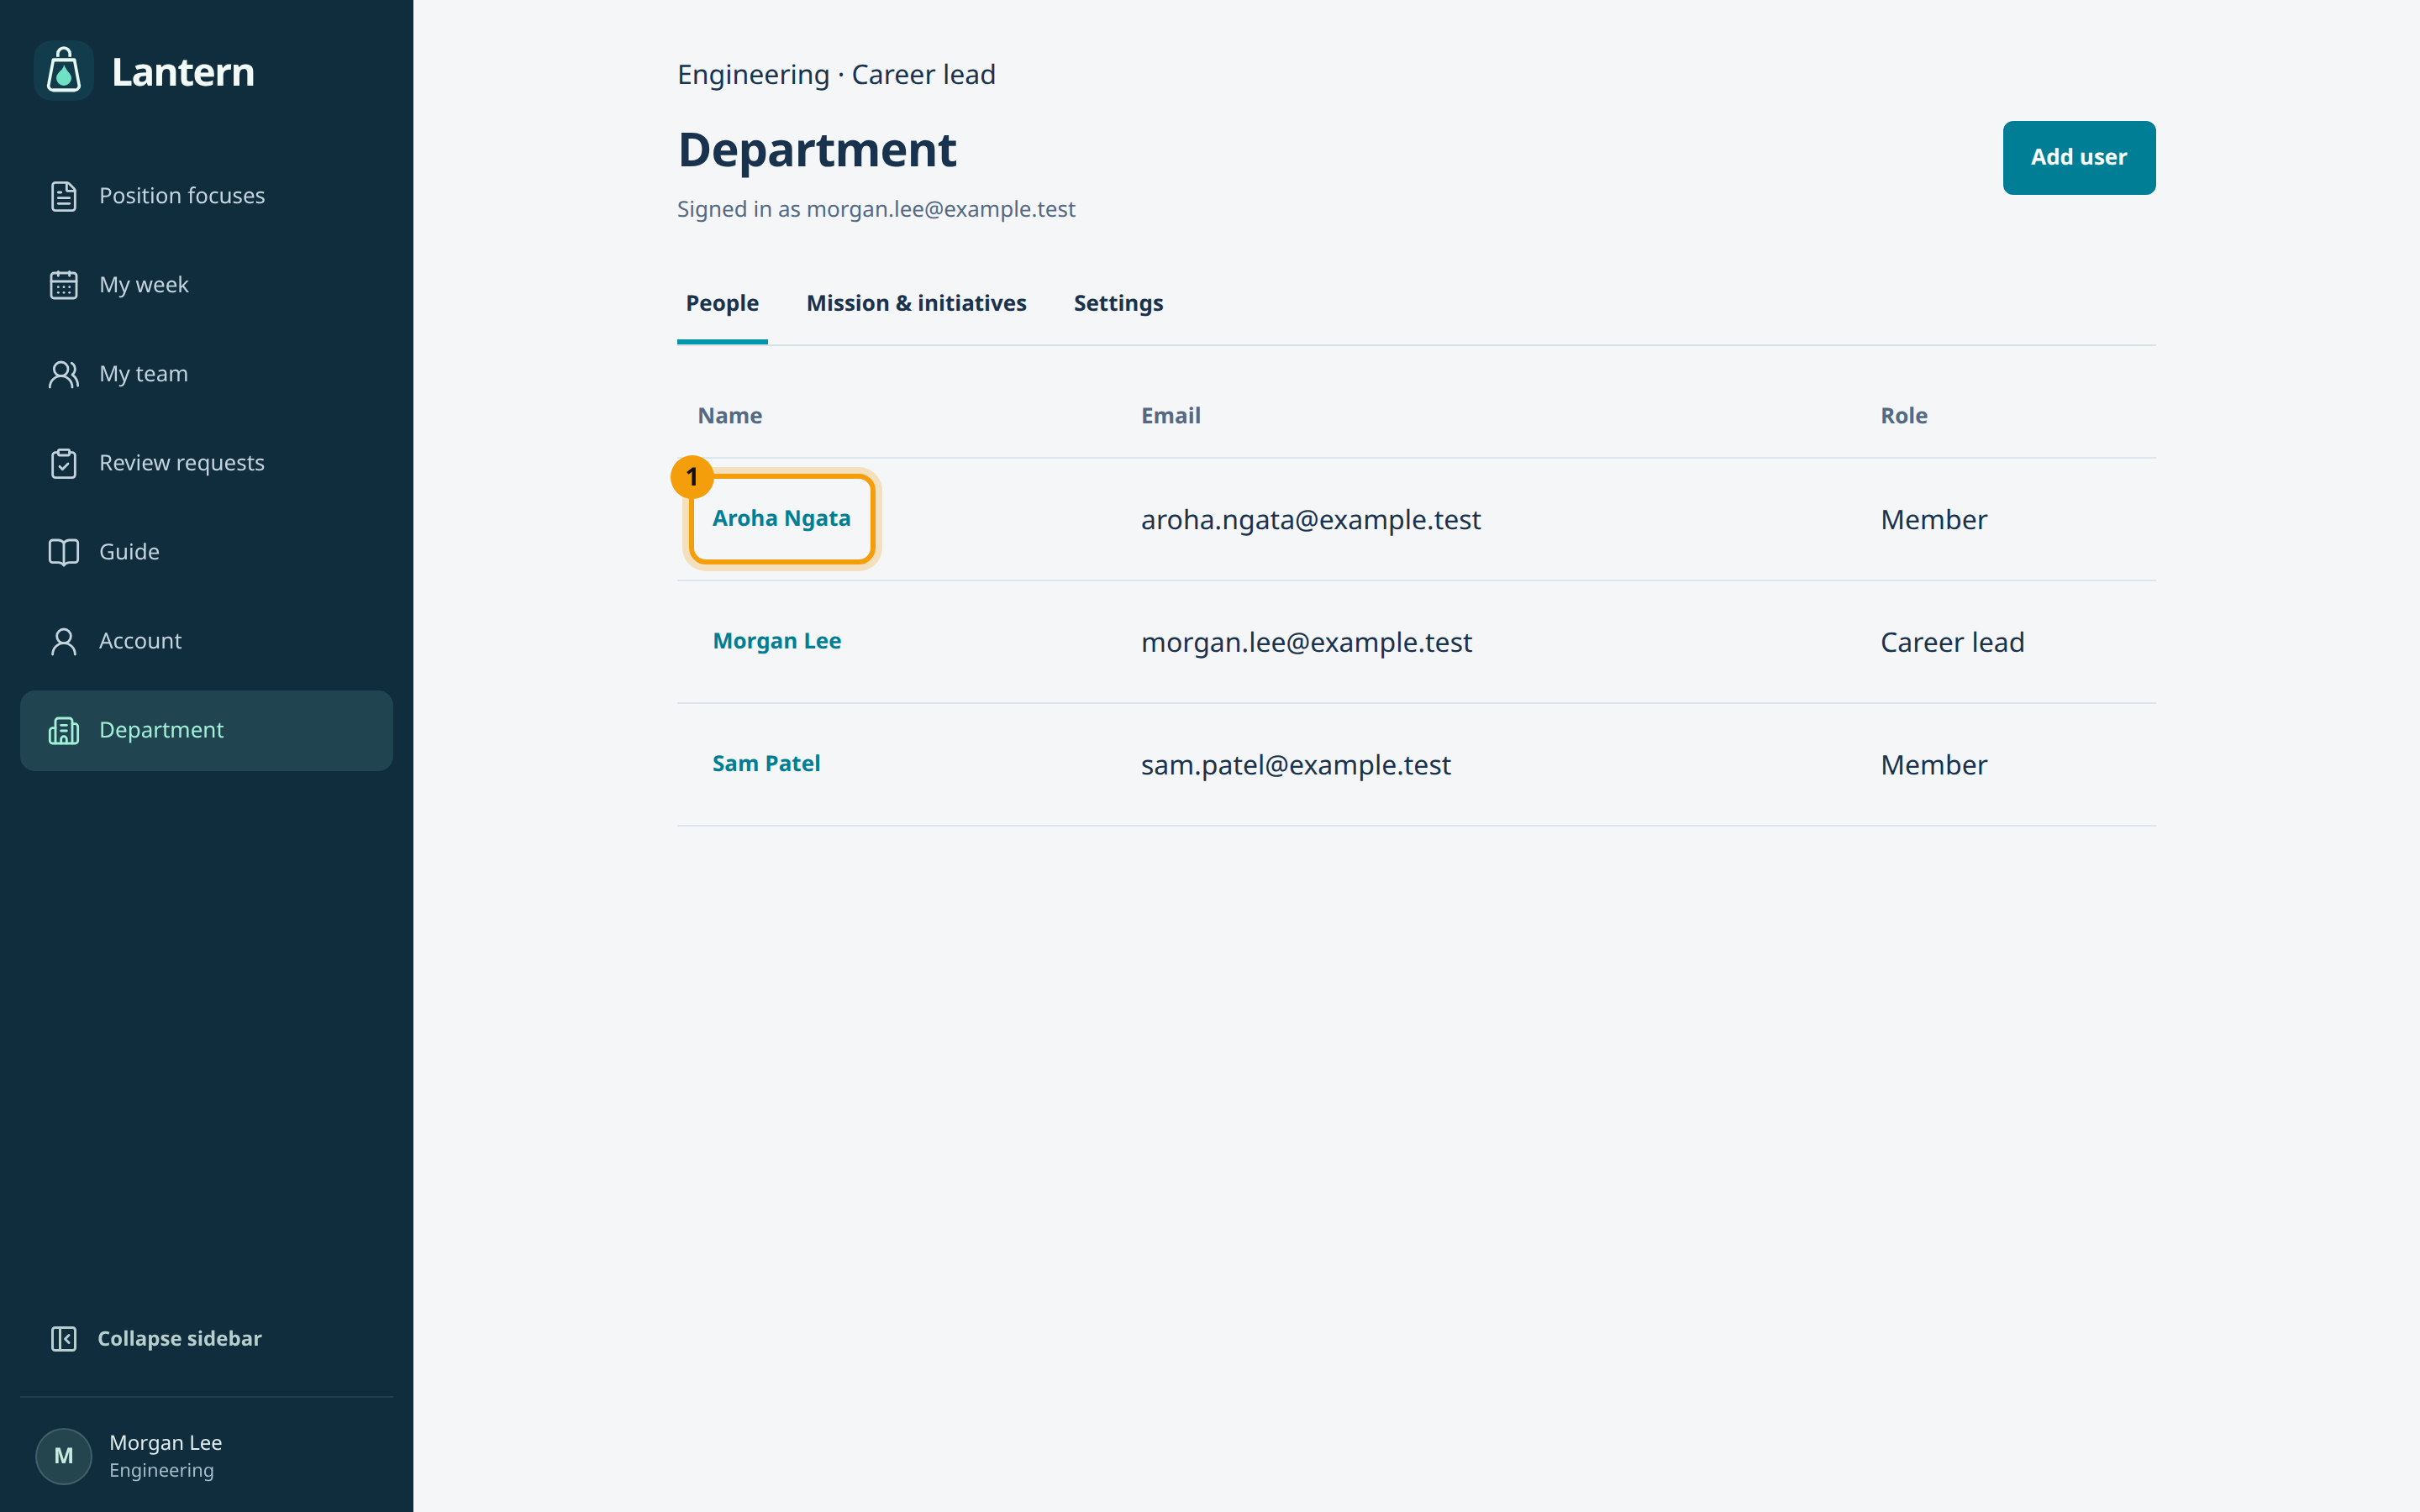 Lantern
Position focuses
My week
My team
Review requests
Guide
Account
Department
Collapse sidebar
M
Morgan Lee
Engineering
Engineering · Career lead
Department
Add user
Signed in as morgan.lee@example.test
People Mission & initiatives Settings
Name Email Role
1
Aroha Ngata aroha.ngata@example.test Member
Morgan Lee morgan.lee@example.test Career lead
Sam Patel sam.patel@example.test Member